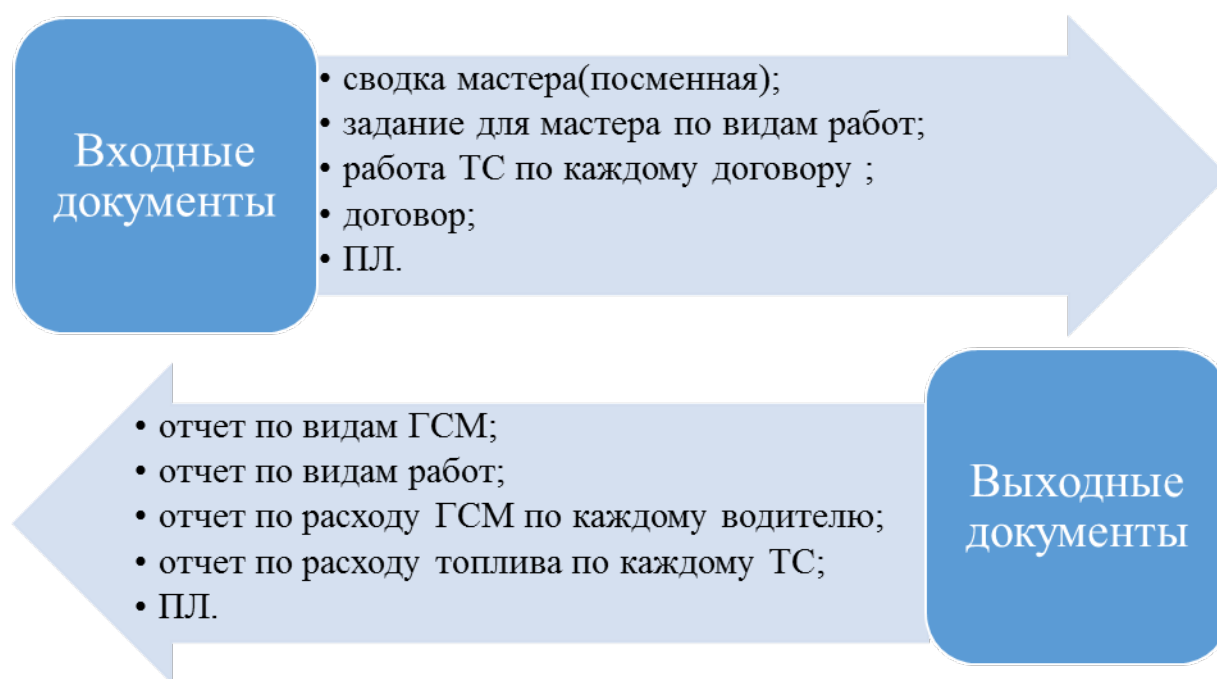 Входные
документы
• сводка мастера(посменная);
• задание для мастера по видам работ;
• работа ТС по каждому договору ;
• договор;
• ПЛ.
• отчет по видам ГСМ;
• отчет по видам работ;
• отчет по расходу ГСМ по каждому водителю;
• отчет по расходу топлива по каждому ТС;
• ПЛ.
Выходные
документы